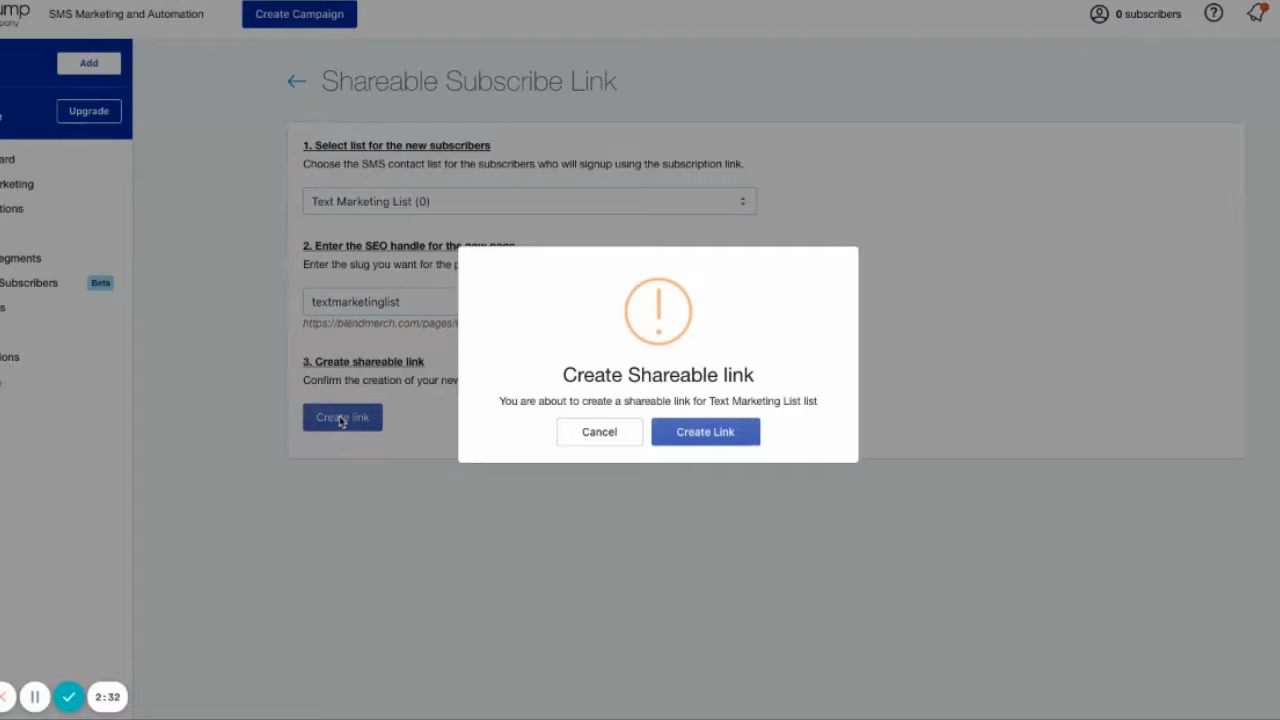 ump
SMS Marketing and Automation
Create Campaign
0 subscribers
pany
Add
Upgrade
e
ard
rketing
tions
egments
Subscribers
Beta
s
ions
Shareable Subscribe Link
1. Select list for the new subscribers
Choose the SMS contact list for the subscribers who will signup using the subscription link.
Text Marketing List (0)
2. Enter the SEO handle for the new page
Enter the slug you want for the p
textmarketinglist
https://blendmerch.com/pages/
3. Create shareable link
Confirm the creation of your new
Create link
Create Shareable link
You are about to create a shareable link for Text Marketing List list
Cancel
Create Link
2:32